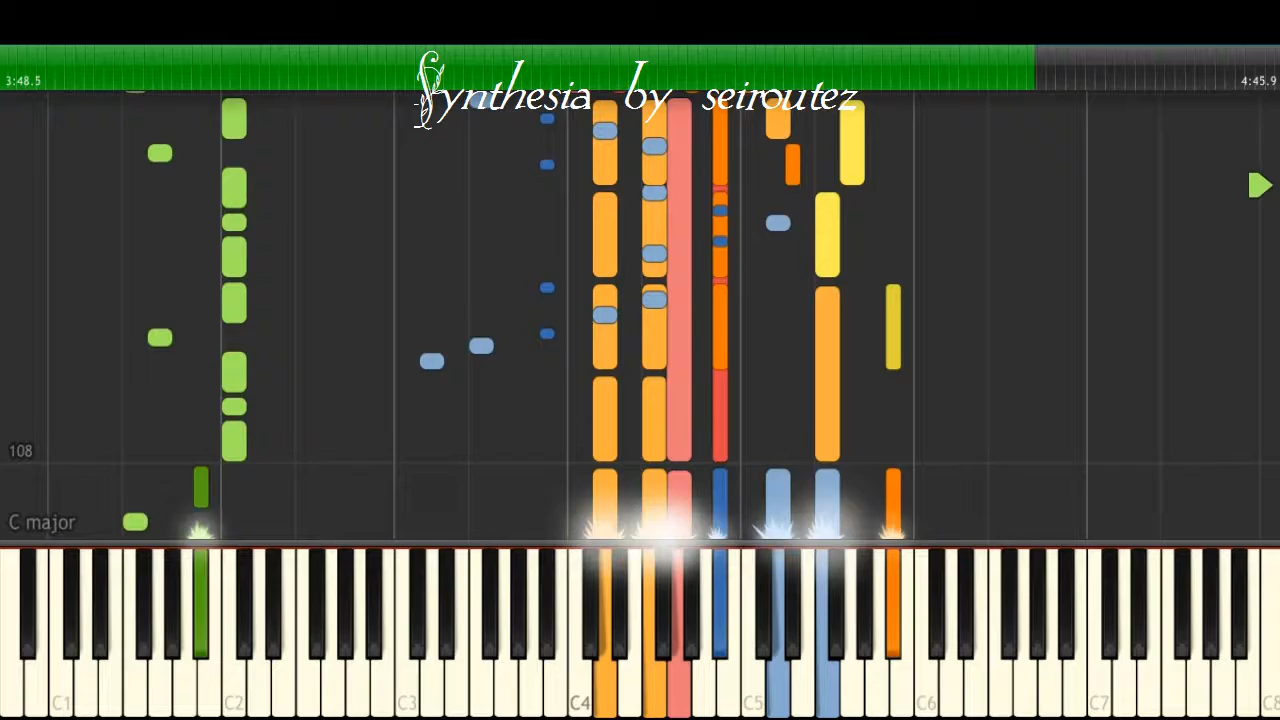 Synthesia by seiroutez
3:48.5
4:45.9
108
C major
C1
C2
C3
C4
C5
C6
C7
C8